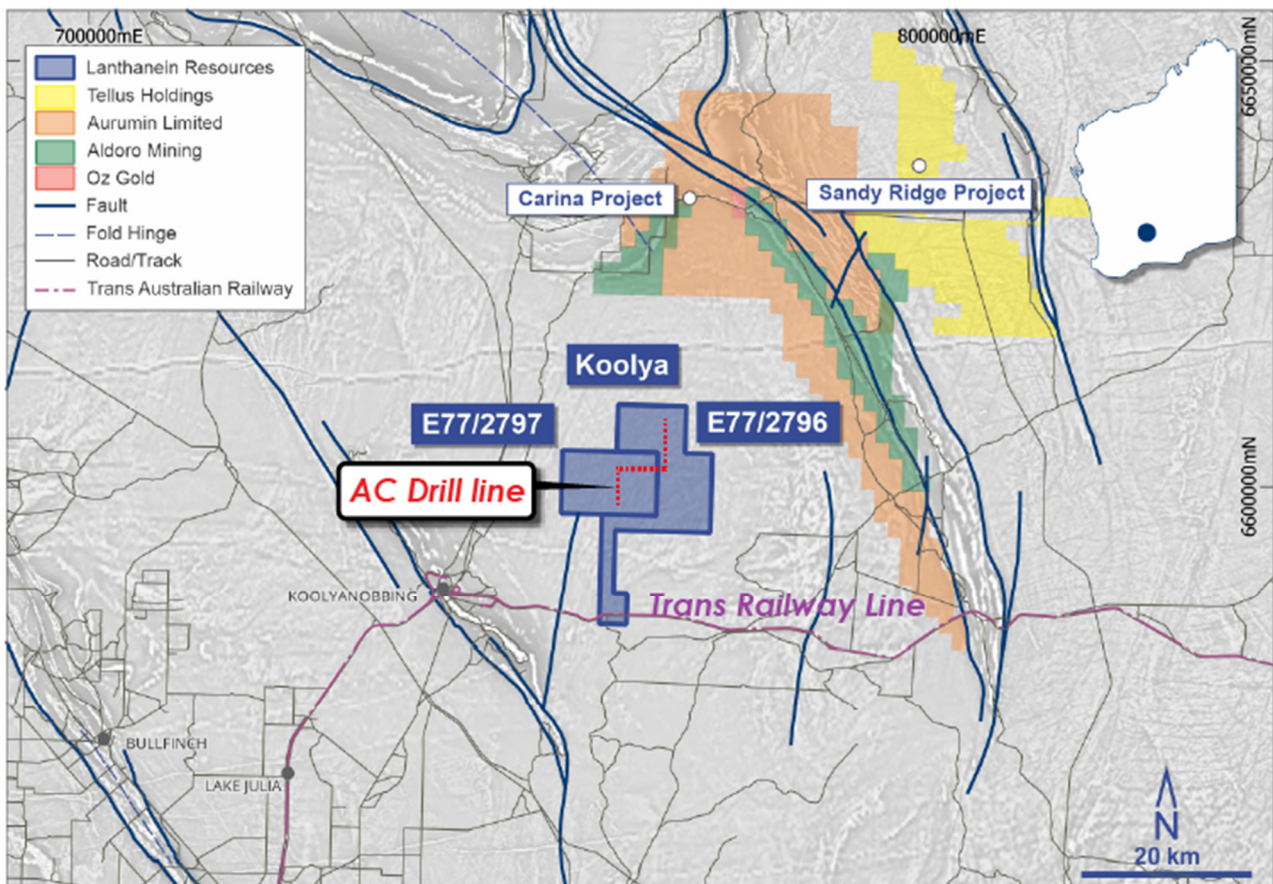 700000mE
800000mE
6650000mN
Lanthanein Resources
Tellus Holdings
Aurumin Limited
Aldoro Mining
Oz Gold
Fault
Fold Hinge
Road/Track
Trans Australian Railway
Carina Project
Sandy Ridge Project
Koolya
E77/2797
E77/2796
AC Drill line
6600000mN
KOOLYANOBBING
Trans Railway Line
BULLFINCH
LAKE JULIA
N
20 km